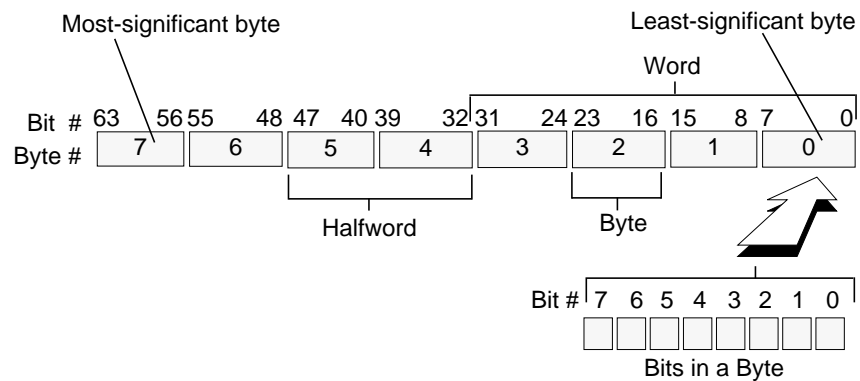 Most-significant byte
Least-significant byte
Word
Bit # 63 56 55 48 47 40 39 32 31 24 23 16 15 8 7 0
Byte # 7 6 5 4 3 2 1 0
Halfword
Byte
Bit # 7 6 5 4 3 2 1 0
Bits in a Byte